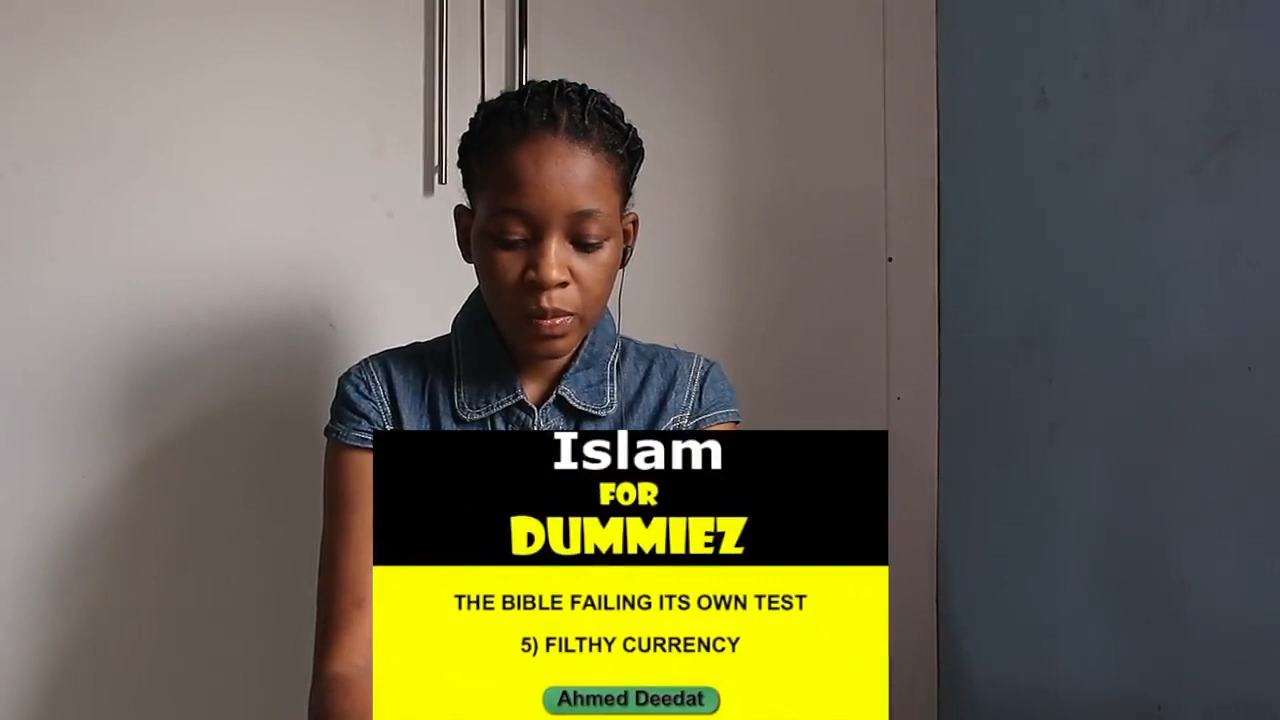 Islam
FOR
DUMMIEZ
THE BIBLE FAILING ITS OWN TEST
5) FILTHY CURRENCY
Ahmed Deedat